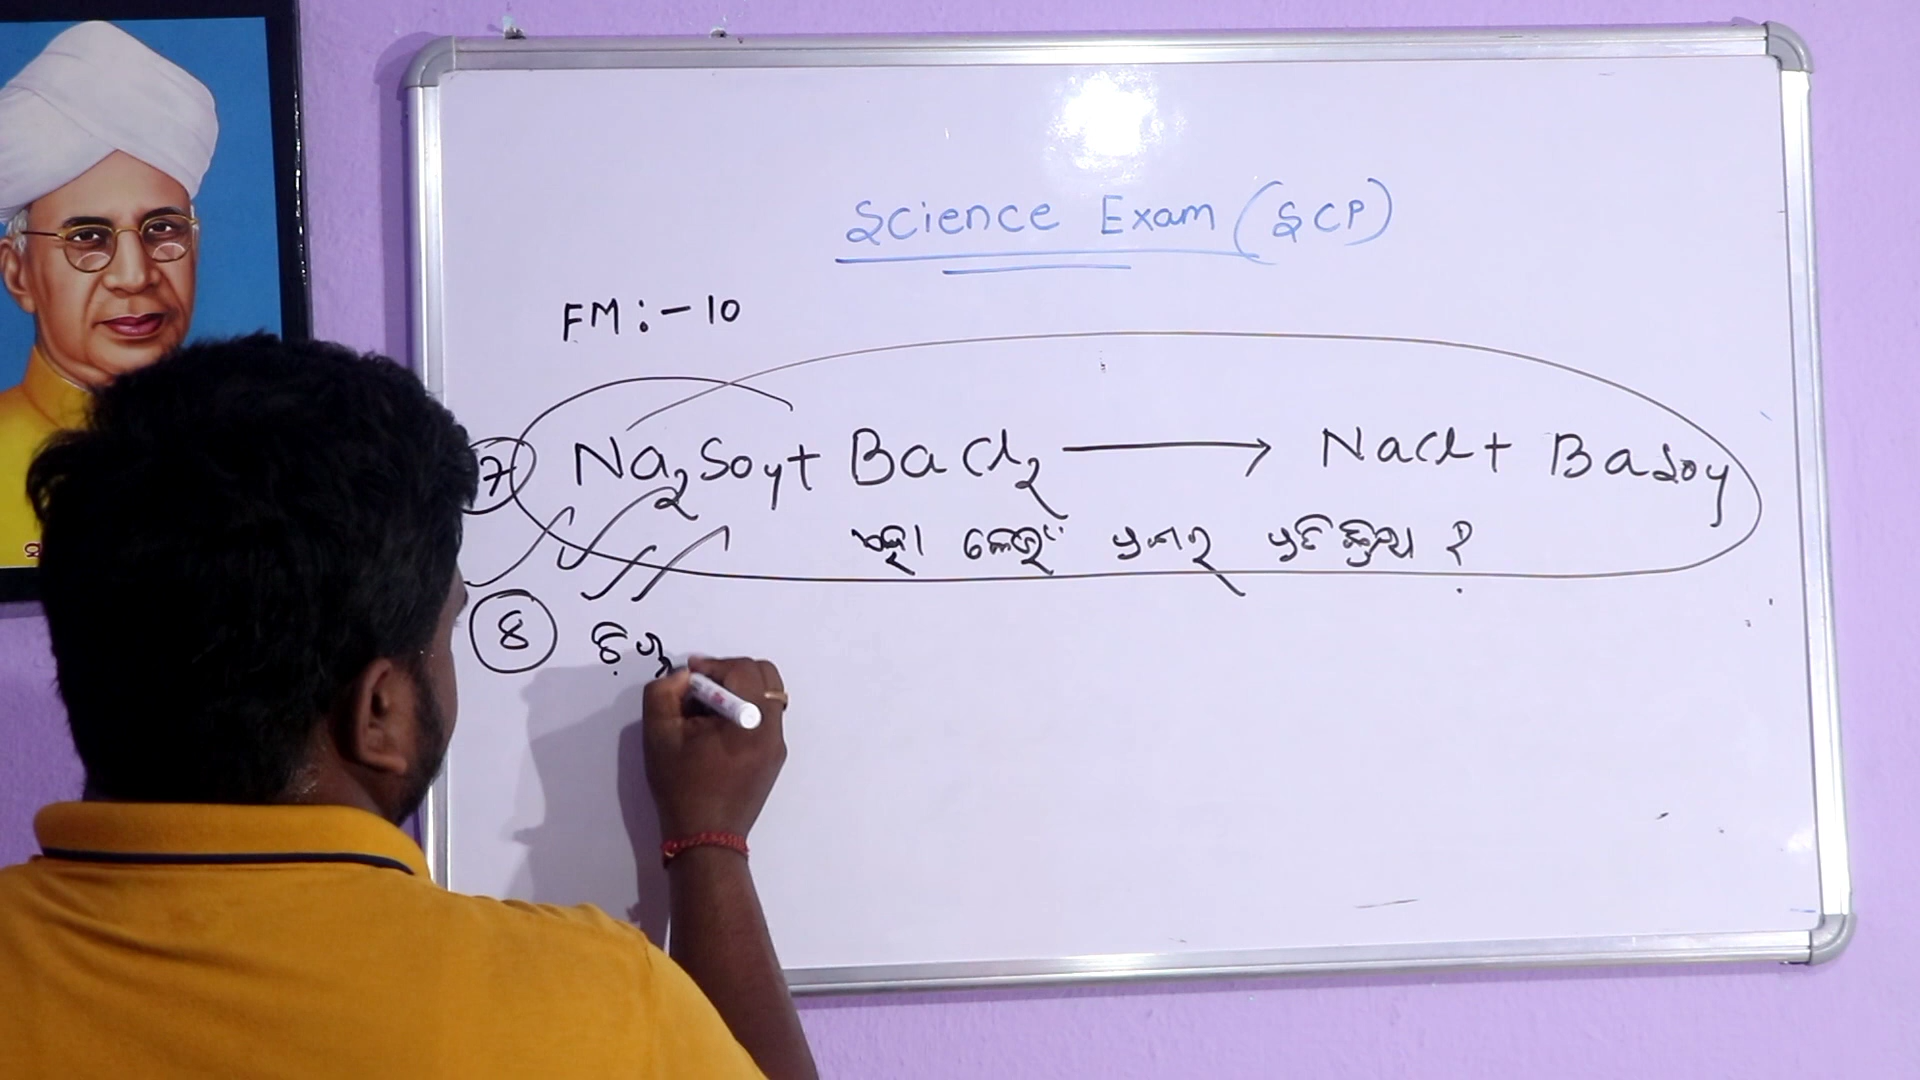 Science Exam (SCP)
FM :- 10
7 Na₂SO₄ + BaCl₂ ⟶ NaCl + BaSO₄
ଏହା କେଉଁ ପ୍ରକାର ପ୍ରତିକ୍ରିୟା ?
8